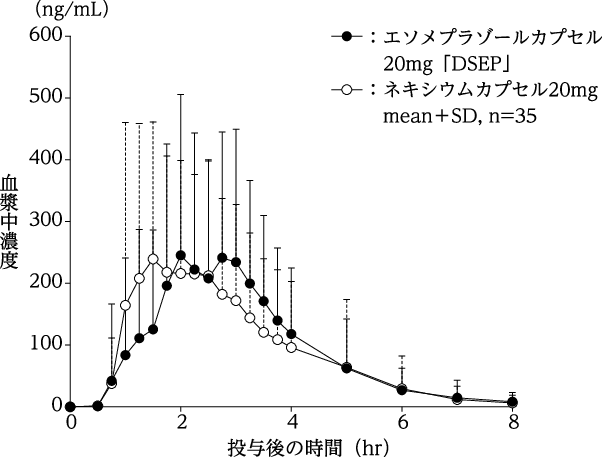 (ng/mL)
600
500
400
300
200
100
0
血漿中濃度
0
2
4
6
8
投与後の時間（hr）
：エソメプラゾールカプセル
20mg「DSEP」
：ネキシウムカプセル20mg
mean＋SD, n=35